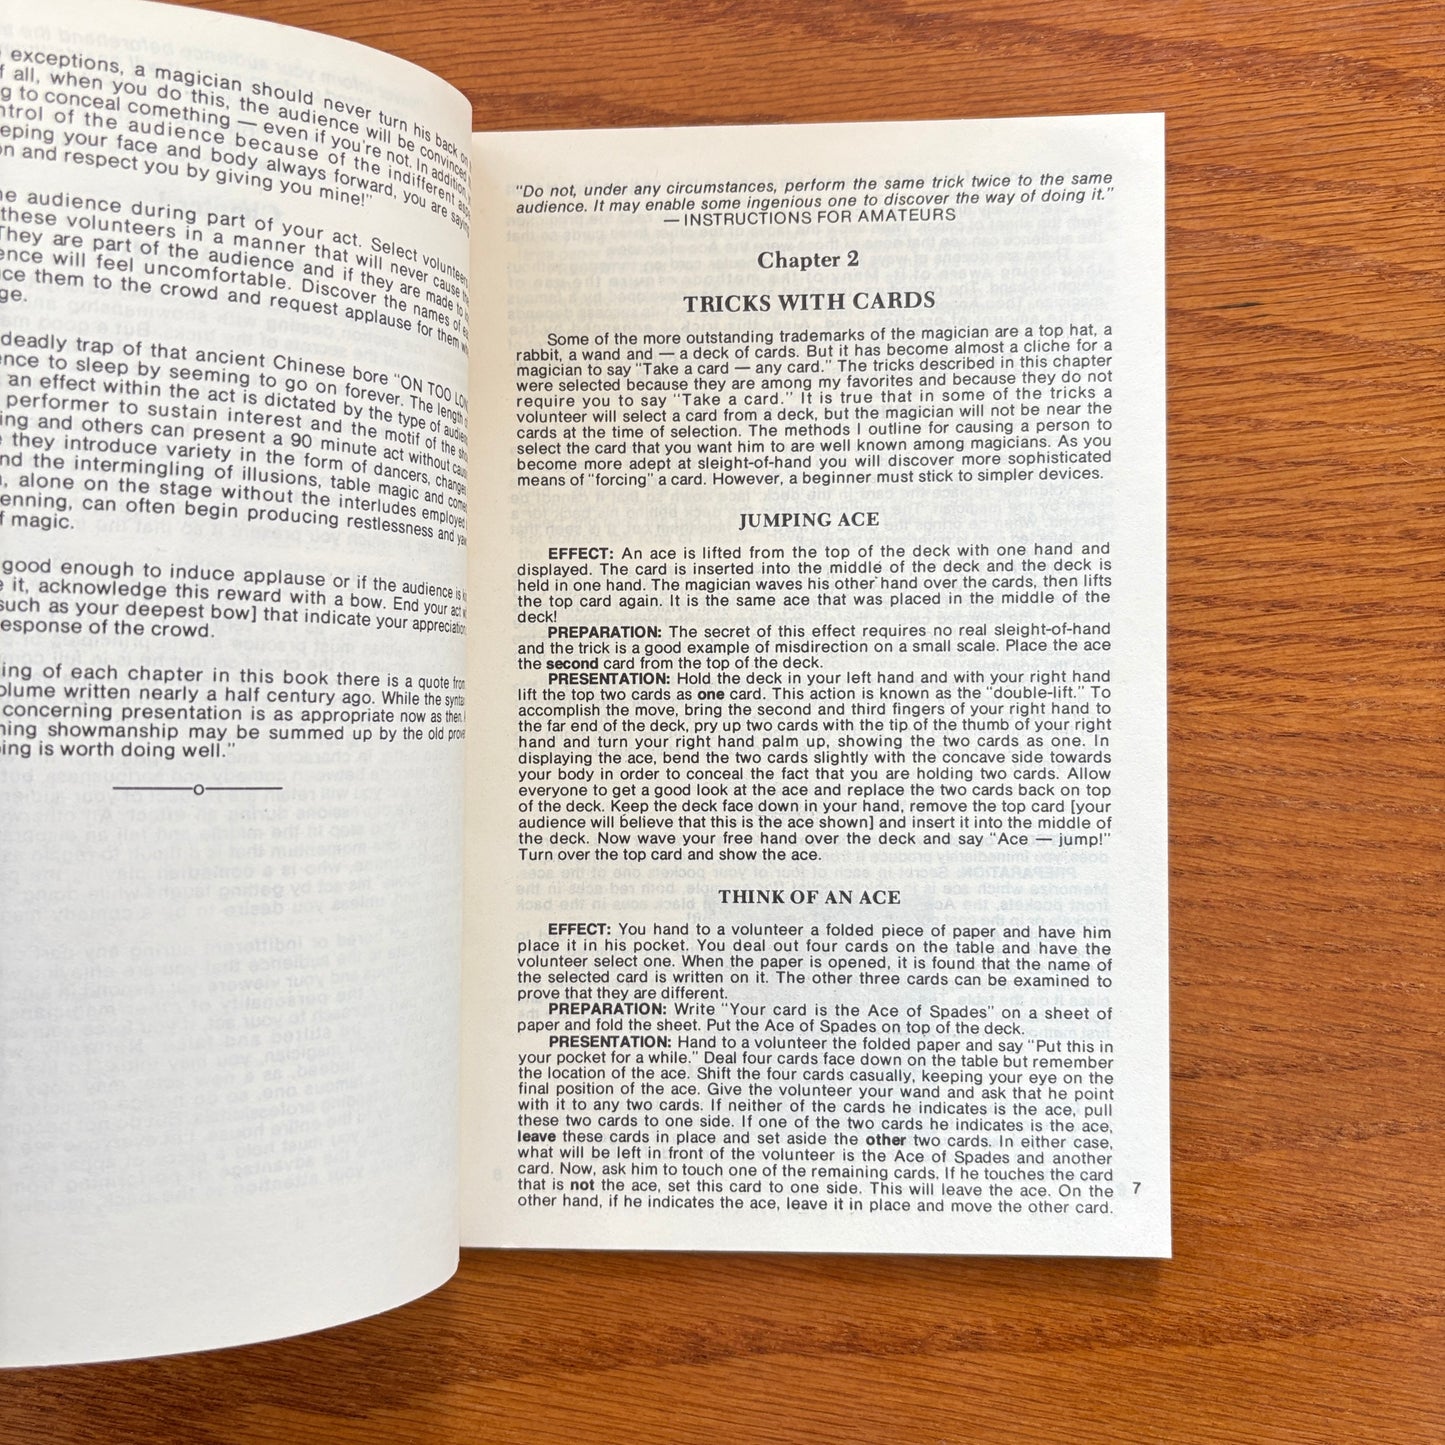 exceptions, a magician should never turn his back on
all, when you do this, the audience will be convinced
to conceal comething — even if you're not. In addition,
of the audience because of the indifferent
your face and body always forward, you are saying
and respect you by giving you mine!"
audience during part of your act. Select volunteers
these volunteers in a manner that will never cause
They are part of the audience and if they are made to
will feel uncomfortable. Discover the names of
them to the crowd and request applause for them
deadly trap of that ancient Chinese bore "ON TOO LONG
to sleep by seeming to go on forever. The length of
an effect within the act is dictated by the type of
performer to sustain interest and the motif of the
and others can present a 90 minute act without
they introduce variety in the form of dancers,
the intermingling of illusions, table magic and
alone on the stage without the interludes employed
can often begin producing restlessness and
magic.
good enough to induce applause or if the audience is
it, acknowledge this reward with a bow. End your act
such as your deepest bow] that indicate your appreciation
response of the crowd.
of each chapter in this book there is a quote from
written nearly a half century ago. While the
concerning presentation is as appropriate now as then.
showmanship may be summed up by the old
is worth doing well."
o
"Do not, under any circumstances, perform the same trick twice to the same
audience. It may enable some ingenious one to discover the way of doing it."
— INSTRUCTIONS FOR AMATEURS
Chapter 2
TRICKS WITH CARDS
Some of the more outstanding trademarks of the magician are a top hat, a
rabbit, a wand and — a deck of cards. But it has become almost a cliche for a
magician to say "Take a card — any card." The tricks described in this chapter
were selected because they are among my favorites and because they do not
require you to say "Take a card." It is true that in some of the tricks a
volunteer will select a card from a deck, but the magician will not be near the
cards at the time of selection. The methods I outline for causing a person to
select the card that you want him to are well known among magicians. As you
become more adept at sleight-of-hand you will discover more sophisticated
means of "forcing" a card. However, a beginner must stick to simpler devices.
JUMPING ACE
EFFECT: An ace is lifted from the top of the deck with one hand and
displayed. The card is inserted into the middle of the deck and the deck is
held in one hand. The magician waves his other hand over the cards, then lifts
the top card again. It is the same ace that was placed in the middle of the
deck!
PREPARATION: The secret of this effect requires no real sleight-of-hand
and the trick is a good example of misdirection on a small scale. Place the ace
the second card from the top of the deck.
PRESENTATION: Hold the deck in your left hand and with your right hand
lift the top two cards as one card. This action is known as the "double-lift." To
accomplish the move, bring the second and third fingers of your right hand to
the far end of the deck, pry up two cards with the tip of the thumb of your right
hand and turn your right hand palm up, showing the two cards as one. In
displaying the ace, bend the two cards slightly with the concave side towards
your body in order to conceal the fact that you are holding two cards. Allow
everyone to get a good look at the ace and replace the two cards back on top
of the deck. Keep the deck face down in your hand, remove the top card [your
audience will believe that this is the ace shown] and insert it into the middle of
the deck. Now wave your free hand over the deck and say "Ace — jump!"
Turn over the top card and show the ace.
THINK OF AN ACE
EFFECT: You hand to a volunteer a folded piece of paper and have him
place it in his pocket. You deal out four cards on the table and have the
volunteer select one. When the paper is opened, it is found that the name of
the selected card is written on it. The other three cards can be examined to
prove that they are different.
PREPARATION: Write "Your card is the Ace of Spades" on a sheet of
paper and fold the sheet. Put the Ace of Spades on top of the deck.
PRESENTATION: Hand to a volunteer the folded paper and say "Put this in
your pocket for a while." Deal four cards face down on the table but remember
the location of the ace. Shift the four cards casually, keeping your eye on the
final position of the ace. Give the volunteer your wand and ask that he point
with it to any two cards. If neither of the cards he indicates is the ace, pull
these two cards to one side. If one of the two cards he indicates is the ace,
leave these cards in place and set aside the other two cards. In either case,
what will be left in front of the volunteer is the Ace of Spades and another
card. Now, ask him to touch one of the remaining cards. If he touches the card
that is not the ace, set this card to one side. This will leave the ace. On the
other hand, if he indicates the ace, leave it in place and move the other card.
7